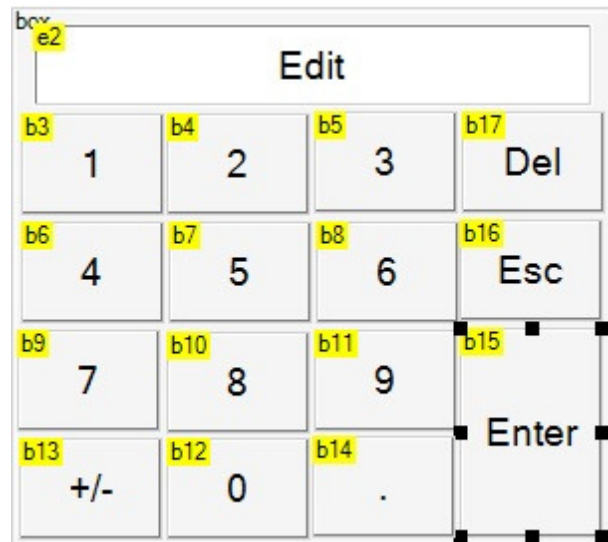 box
e2
Edit
b3 b4 b5 b17
1 2 3 Del
b6 b7 b8 b16
4 5 6 Esc
b9 b10 b11 b15
7 8 9
Enter
b13 b12 b14
+/- 0 .